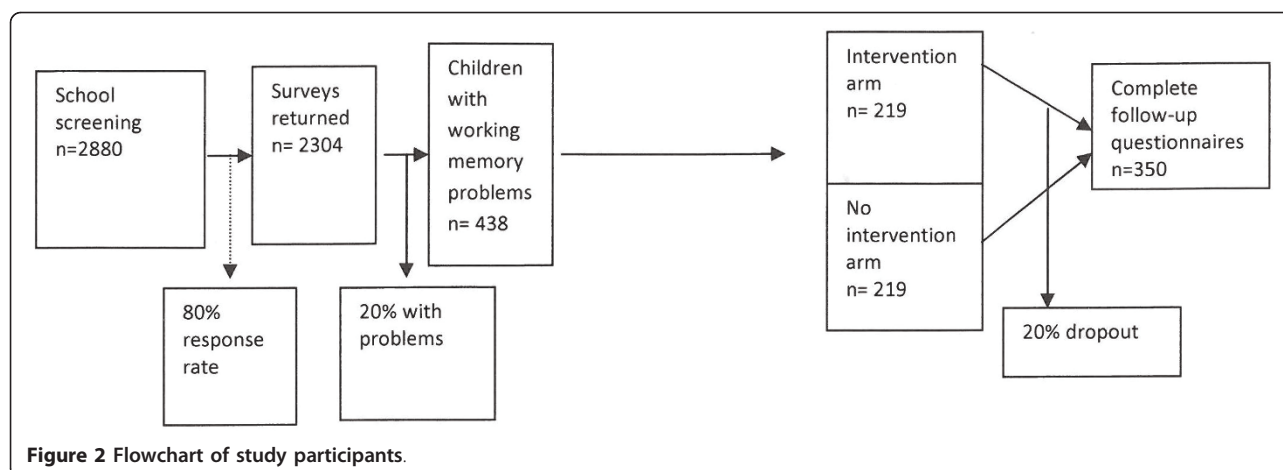 School
screening
n=2880
Surveys
returned
n= 2304
Children
with
working
memory
problems
n= 438
Intervention
arm
n= 219
No
intervention
arm
n= 219
Complete
follow-up
questionnaires
n=350
80%
response
rate
20% with
problems
20% dropout
Figure 2 Flowchart of study participants.